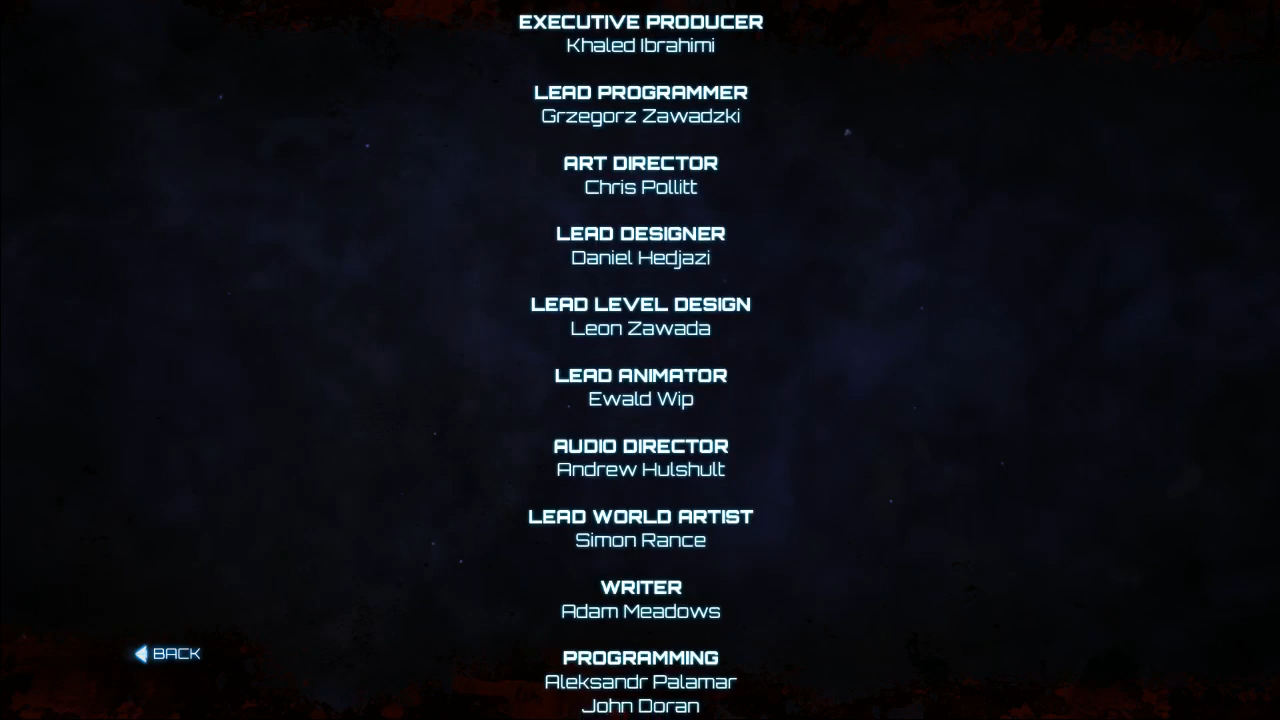 EXECUTIVE PRODUCER
Khaled Ibrahimi
LEAD PROGRAMMER
Grzegorz Zawadzki
ART DIRECTOR
Chris Pollitt
LEAD DESIGNER
Daniel Hedjazi
LEAD LEVEL DESIGN
Leon Zawada
LEAD ANIMATOR
Ewald Wip
AUDIO DIRECTOR
Andrew Hulshult
LEAD WORLD ARTIST
Simon Rance
WRITER
Adam Meadows
BACK
PROGRAMMING
Aleksandr Palamar
John Doran